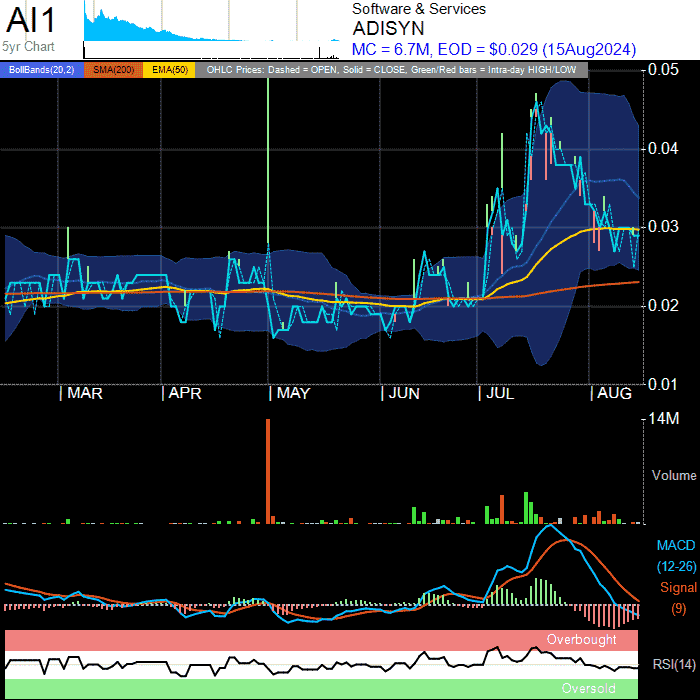 AI1
5yr Chart
Software & Services
ADISYN
MC = 6.7M, EOD = $0.029 (15Aug2024)
BollBands(20,2) SMA(200) EMA(50) OHLC Prices: Dashed = OPEN, Solid = CLOSE, Green/Red bars = Intra-day HIGH/LOW
0.05
0.04
0.03
0.02
0.01
MAR APR MAY JUN JUL AUG
14M
Volume
MACD
(12-26)
Signal
(9)
Overbought
RSI(14)
Oversold